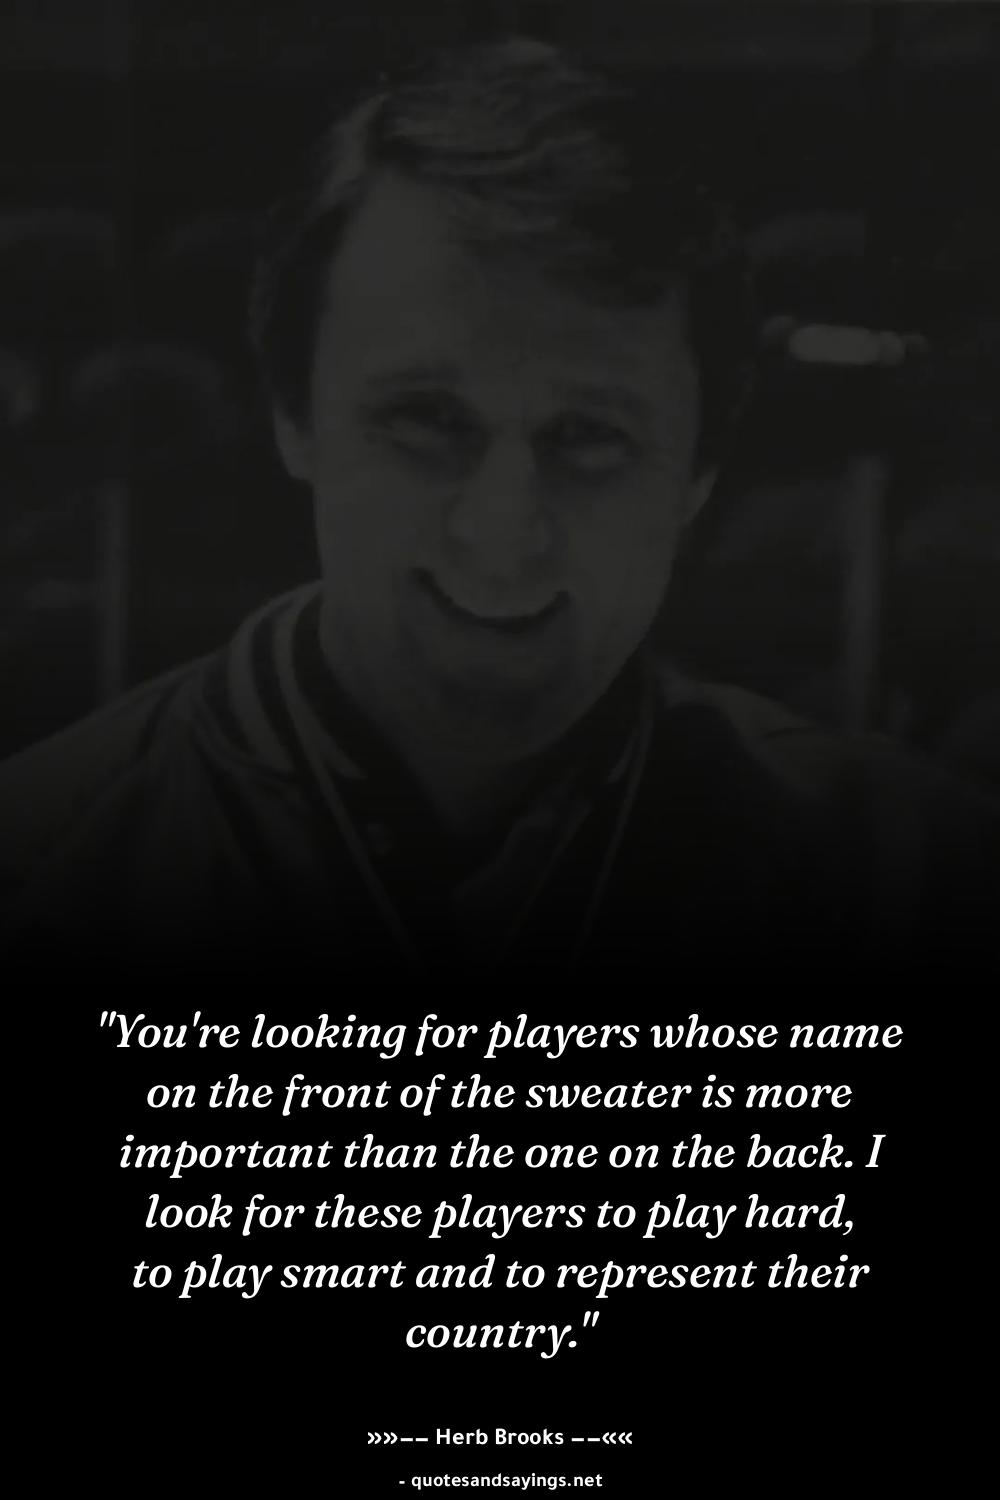 "You're looking for players whose name
on the front of the sweater is more
important than the one on the back. I
look for these players to play hard,
to play smart and to represent their
country."
»»–– Herb Brooks ––««
- quotesandsayings.net